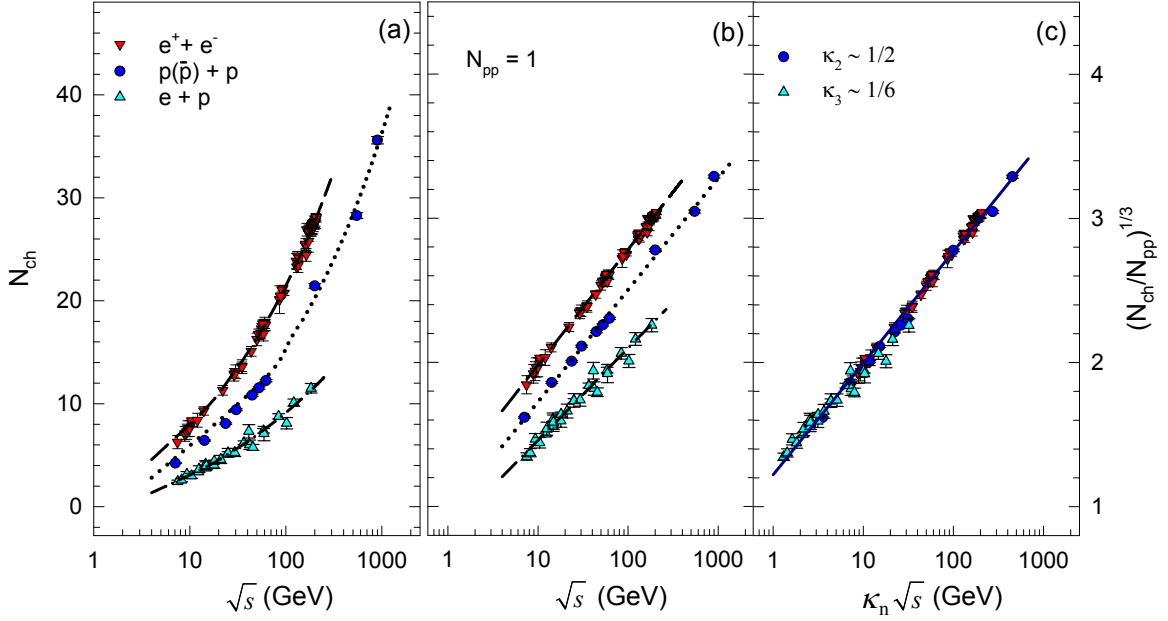 (a)
e⁺ + e⁻
p(p̄) + p
e + p
N_ch
40
30
20
10
0
1 10 100 1000
√s (GeV)
(b)
N_pp = 1
1 10 100 1000
√s (GeV)
(c)
κ₂ ~ 1/2
κ₃ ~ 1/6
4
3
2
1
(N_ch/N_pp)^1/3
1 10 100 1000
κ_n √s (GeV)